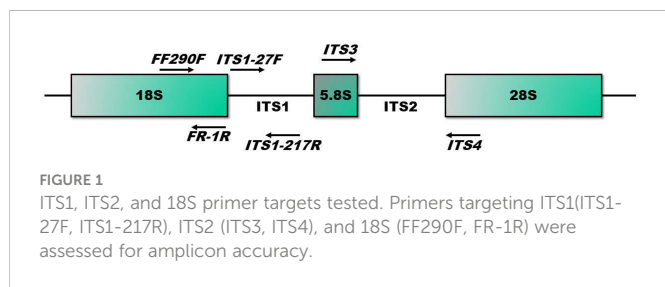 ITS3
FF290F ITS1-27F
18S 5.8S 28S
ITS1 ITS2
FR-1R ITS1-217R ITS4
FIGURE 1
ITS1, ITS2, and 18S primer targets tested. Primers targeting ITS1(ITS1-
27F, ITS1-217R), ITS2 (ITS3, ITS4), and 18S (FF290F, FR-1R) were
assessed for amplicon accuracy.